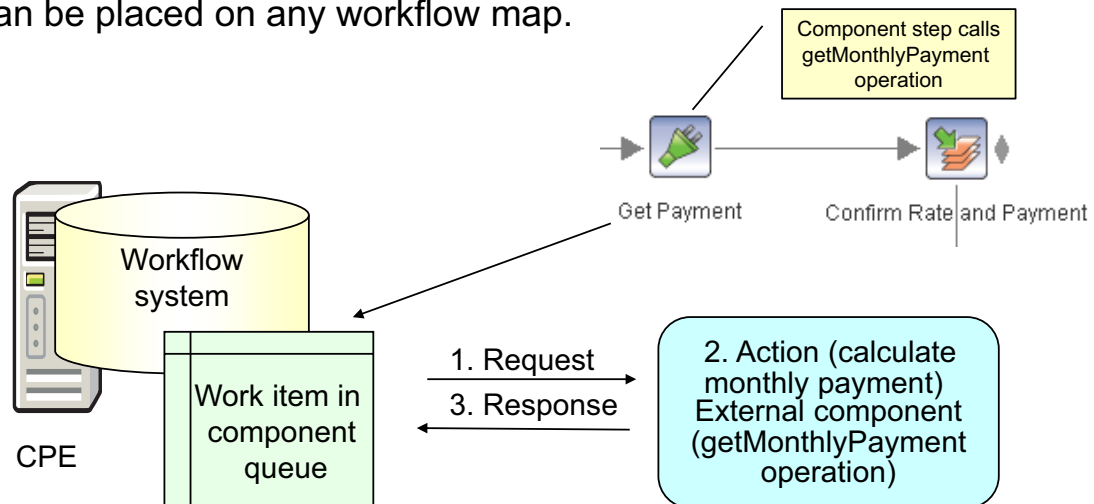 an be placed on any workflow map.
Component step calls
getMonthlyPayment
operation
Get Payment
Confirm Rate and Payment
Workflow
system
1. Request
3. Response
2. Action (calculate
monthly payment)
External component
(getMonthlyPayment
operation)
Work item in
component
queue
CPE